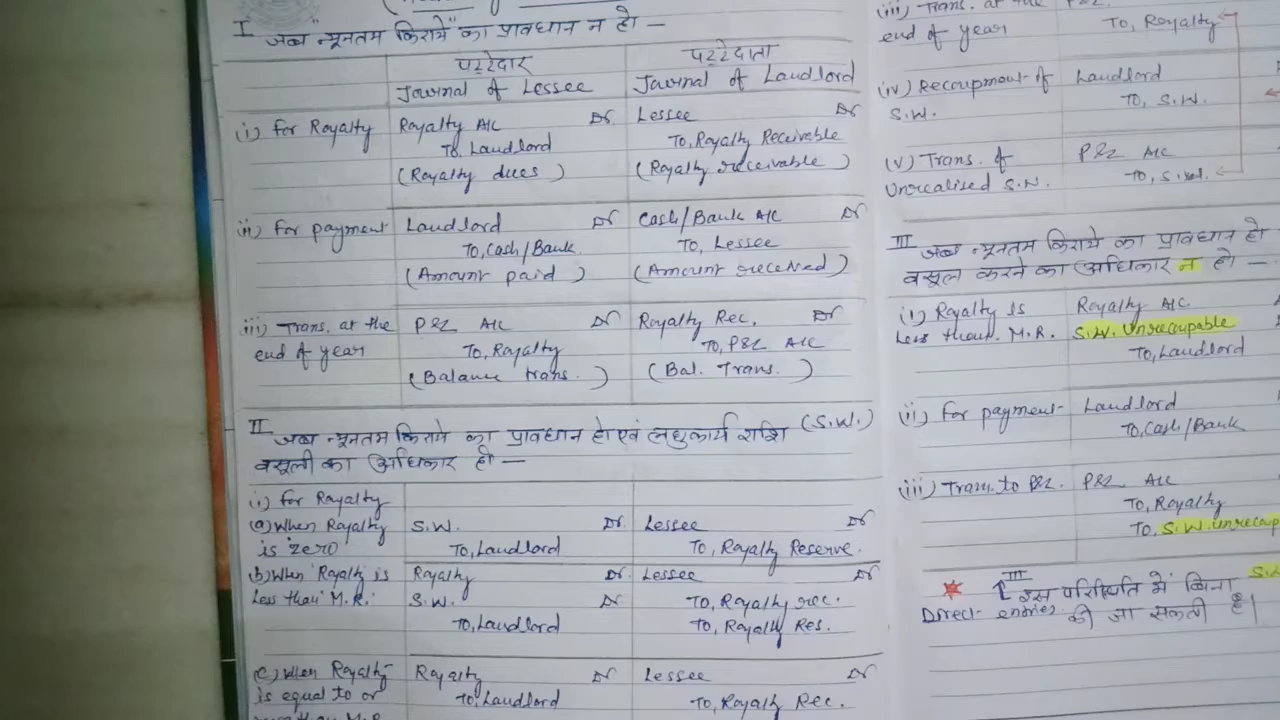 I जब "न्यूनतम किराये" का प्रावधान न हो —
पट्टेदार पट्टेदाता
Journal of Lessee Journal of Landlord
(i) For Royalty Royalty A/C Dr Lessee Dr
To, Landlord To, Royalty Receivable
(Royalty dues) (Royalty receivable)
(ii) For payment Landlord Dr Cash/Bank A/C Dr
To, Cash/Bank To, Lessee
(Amount paid) (Amount received)
(iii) Trans. at the P&L A/C Dr Royalty Rec. Dr
end of year To, Royalty To, P&L A/C
(Balance trans.) (Bal. Trans.)
II जब न्यूनतम किराये का प्रावधान हो एवं लघुकार्य राशि (S.W.)
वसूली का अधिकार हो —
(i) For Royalty
(a) When Royalty S.W. Dr. Lessee Dr
is 'zero' To, Landlord To, Royalty Reserve.
(b) When Royalty is Royalty Dr. Lessee Dr
less than M.R. S.W. Dr To, Royalty rec.
To, Landlord To, Royalty Res.
(c) When Royalty Royalty Dr Lessee Dr
is equal to or To, Landlord To, Royalty Rec.
(iii) Trans. at the P&L
end of year To, Royalty
(iv) Recoupment of Landlord
S.W. To, S.W.
(v) Trans. of P&L A/C
Unrealised S.W. To, S.W.
III जब न्यूनतम किराये का प्रावधान हो
वसूल करने का अधिकार न हो —
(i) Royalty is Royalty A/C
less than. M.R. S.W. Unrecoupable
To, Landlord
(ii) For payment Landlord
To, Cash/Bank
(iii) Tran. to P&L. P&L A/C
To, Royalty
To, S.W. unrecoup
III
उस परिस्थिति में बिना
Direct entries की जा सकती है।